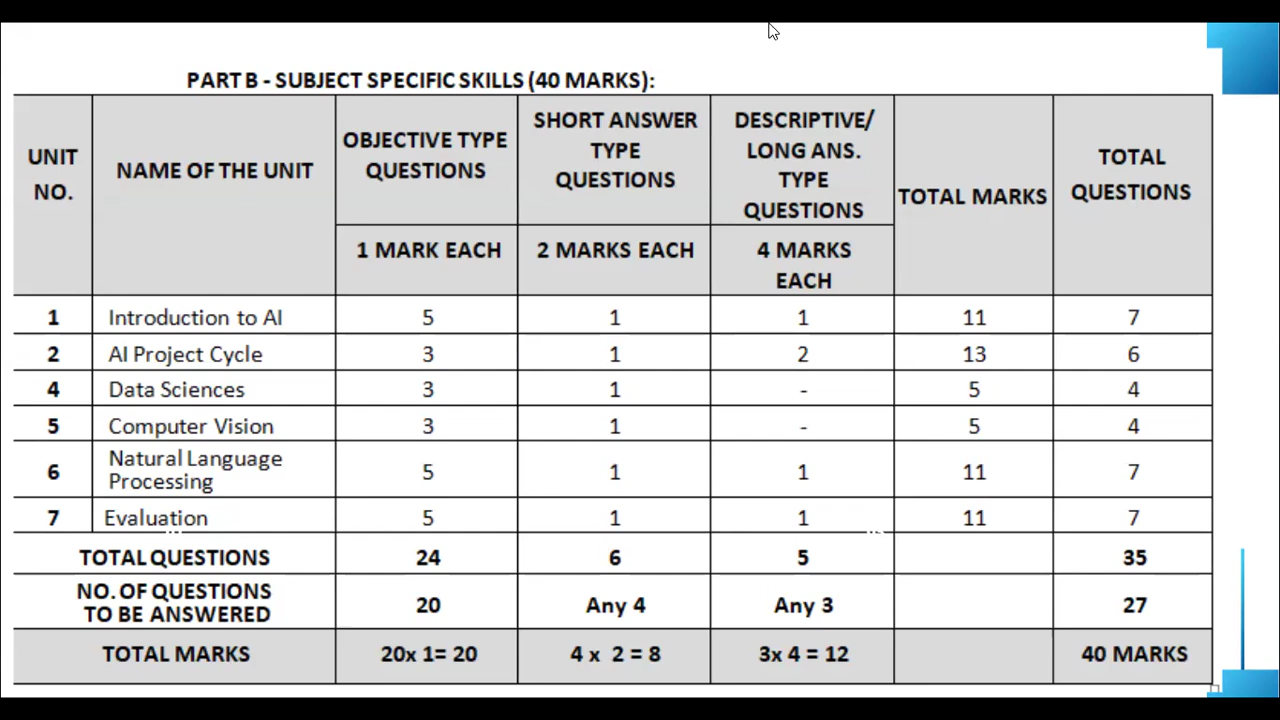 PART B - SUBJECT SPECIFIC SKILLS (40 MARKS):
UNIT NO. NAME OF THE UNIT OBJECTIVE TYPE QUESTIONS SHORT ANSWER TYPE QUESTIONS DESCRIPTIVE/ LONG ANS. TYPE QUESTIONS TOTAL MARKS TOTAL QUESTIONS
1 MARK EACH 2 MARKS EACH 4 MARKS EACH
1 Introduction to AI 5 1 1 11 7
2 AI Project Cycle 3 1 2 13 6
4 Data Sciences 3 1 - 5 4
5 Computer Vision 3 1 - 5 4
6 Natural Language Processing 5 1 1 11 7
7 Evaluation 5 1 1 11 7
TOTAL QUESTIONS 24 6 5 35
NO. OF QUESTIONS TO BE ANSWERED 20 Any 4 Any 3 27
TOTAL MARKS 20x 1= 20 4 x 2 = 8 3x 4 = 12 40 MARKS